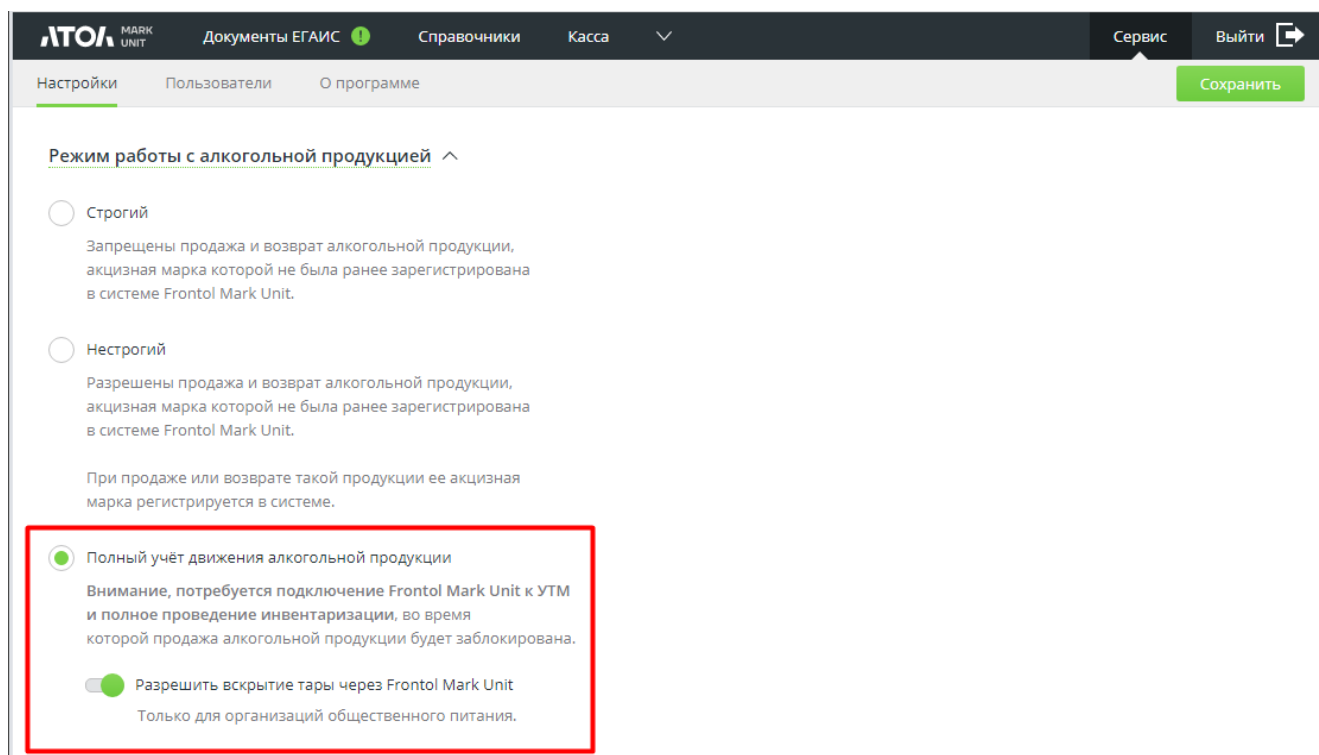 АТОЛ MARK UNIT Документы ЕГАИС ! Справочники Касса Сервис Выйти
Настройки Пользователи О программе Сохранить
Режим работы с алкогольной продукцией
Строгий
Запрещены продажа и возврат алкогольной продукции,
акцизная марка которой не была ранее зарегистрирована
в системе Frontol Mark Unit.
Нестрогий
Разрешены продажа и возврат алкогольной продукции,
акцизная марка которой не была ранее зарегистрирована
в системе Frontol Mark Unit.
При продаже или возврате такой продукции ее акцизная
марка регистрируется в системе.
Полный учёт движения алкогольной продукции
Внимание, потребуется подключение Frontol Mark Unit к УТМ
и полное проведение инвентаризации, во время
которой продажа алкогольной продукции будет заблокирована.
Разрешить вскрытие тары через Frontol Mark Unit
Только для организаций общественного питания.